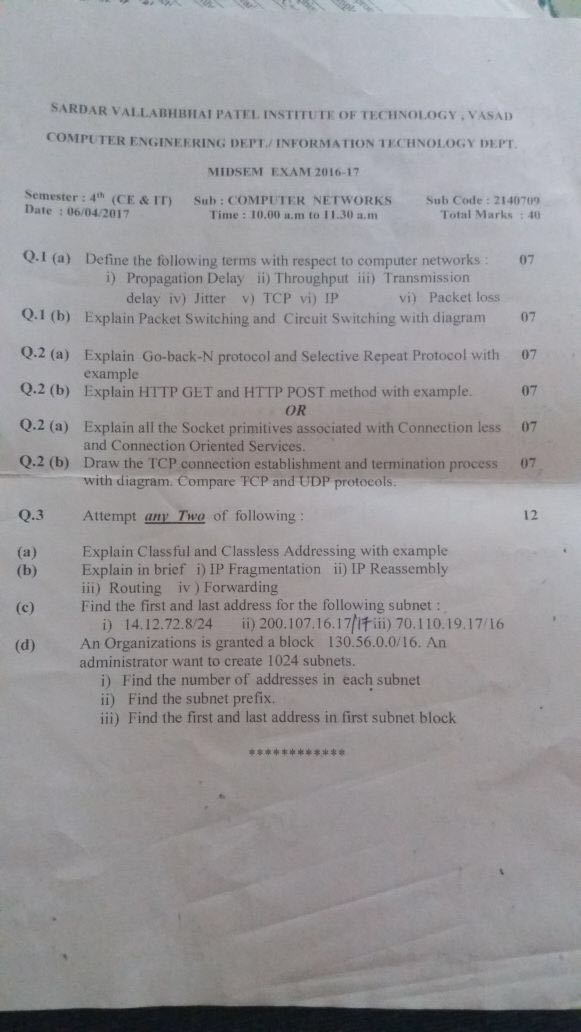 SARDAR VALLABHBHAI PATEL INSTITUTE OF TECHNOLOGY , VASAD
COMPUTER ENGINEERING DEPT./ INFORMATION TECHNOLOGY DEPT.
MIDSEM EXAM 2016-17
Semester : 4th (CE & IT) Sub : COMPUTER NETWORKS Sub Code : 2140709
Date : 06/04/2017 Time : 10.00 a.m to 11.30 a.m Total Marks : 40
Q.1 (a) Define the following terms with respect to computer networks : 07
i) Propagation Delay ii) Throughput iii) Transmission
delay iv) Jitter v) TCP vi) IP vi) Packet loss
Q.1 (b) Explain Packet Switching and Circuit Switching with diagram 07
Q.2 (a) Explain Go-back-N protocol and Selective Repeat Protocol with 07
example
Q.2 (b) Explain HTTP GET and HTTP POST method with example. 07
OR
Q.2 (a) Explain all the Socket primitives associated with Connection less 07
and Connection Oriented Services.
Q.2 (b) Draw the TCP connection establishment and termination process 07
with diagram. Compare TCP and UDP protocols.
Q.3 Attempt any Two of following : 12
(a) Explain Classful and Classless Addressing with example
(b) Explain in brief i) IP Fragmentation ii) IP Reassembly
iii) Routing iv ) Forwarding
(c) Find the first and last address for the following subnet :
i) 14.12.72.8/24 ii) 200.107.16.17/17 iii) 70.110.19.17/16
(d) An Organizations is granted a block 130.56.0.0/16. An
administrator want to create 1024 subnets.
i) Find the number of addresses in each subnet
ii) Find the subnet prefix.
iii) Find the first and last address in first subnet block
************